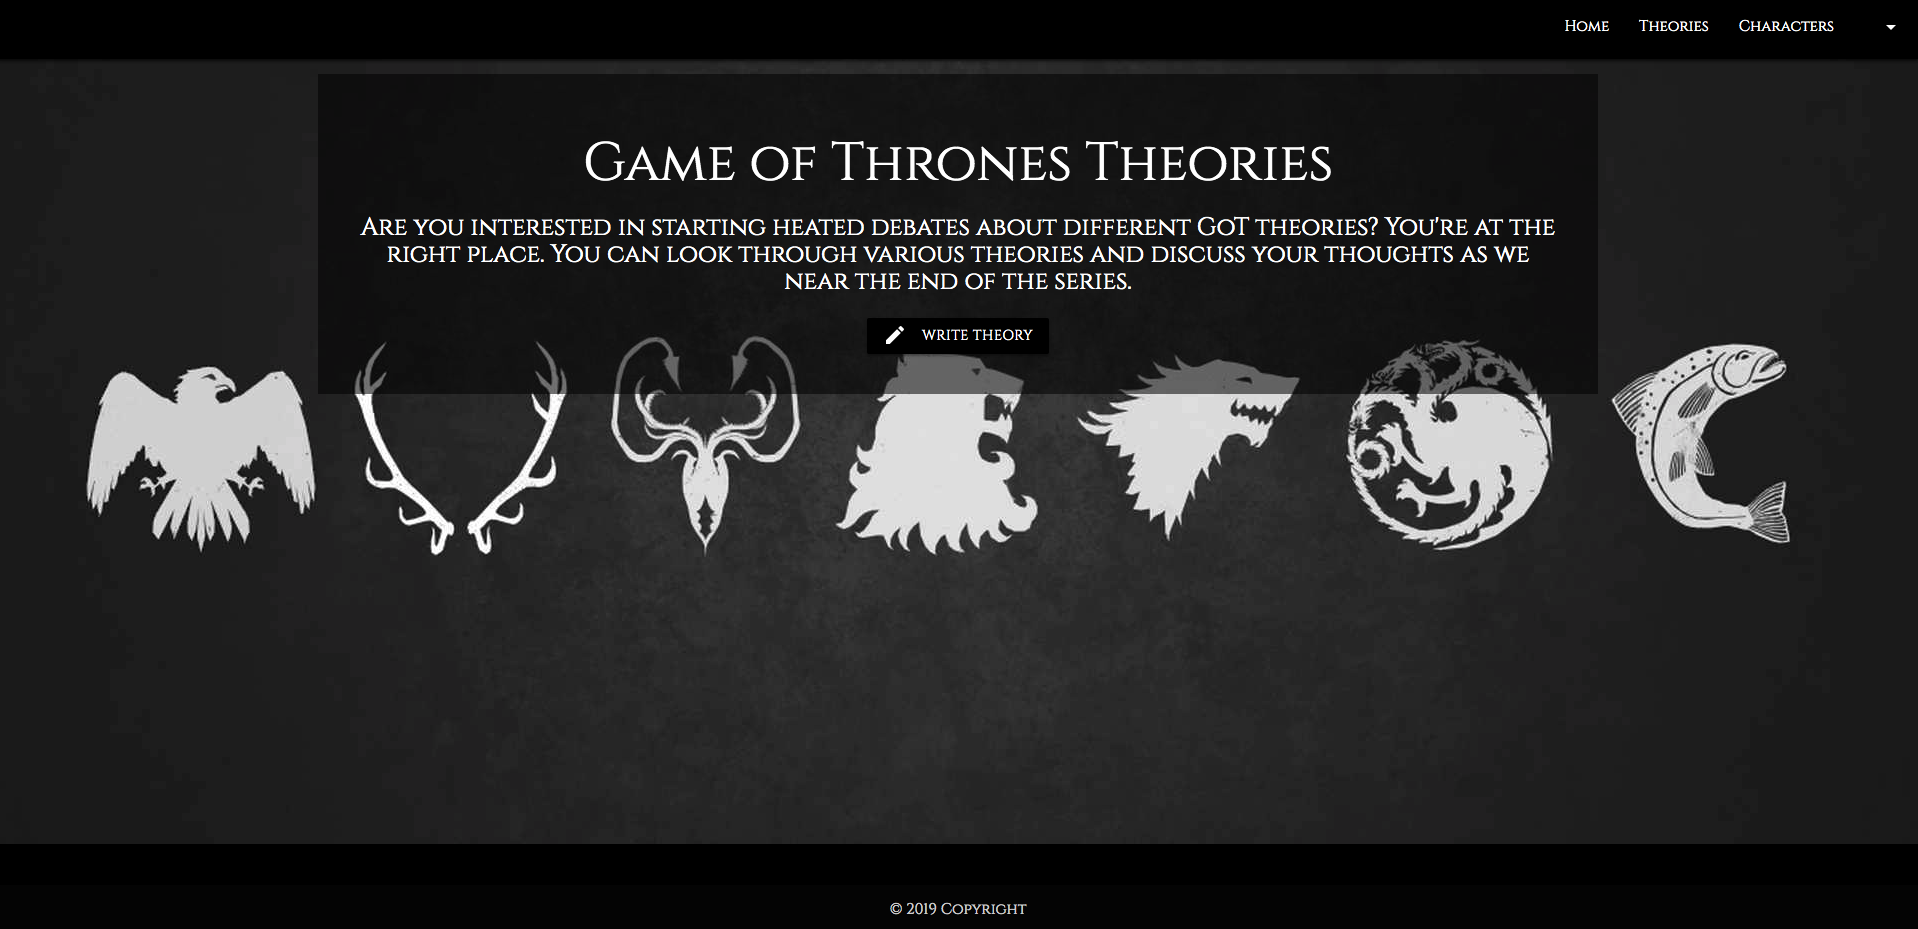 Home Theories Characters
Game of Thrones Theories
Are you interested in starting heated debates about different GoT theories? You're at the
right place. You can look through various theories and discuss your thoughts as we
near the end of the series.
WRITE THEORY
© 2019 Copyright